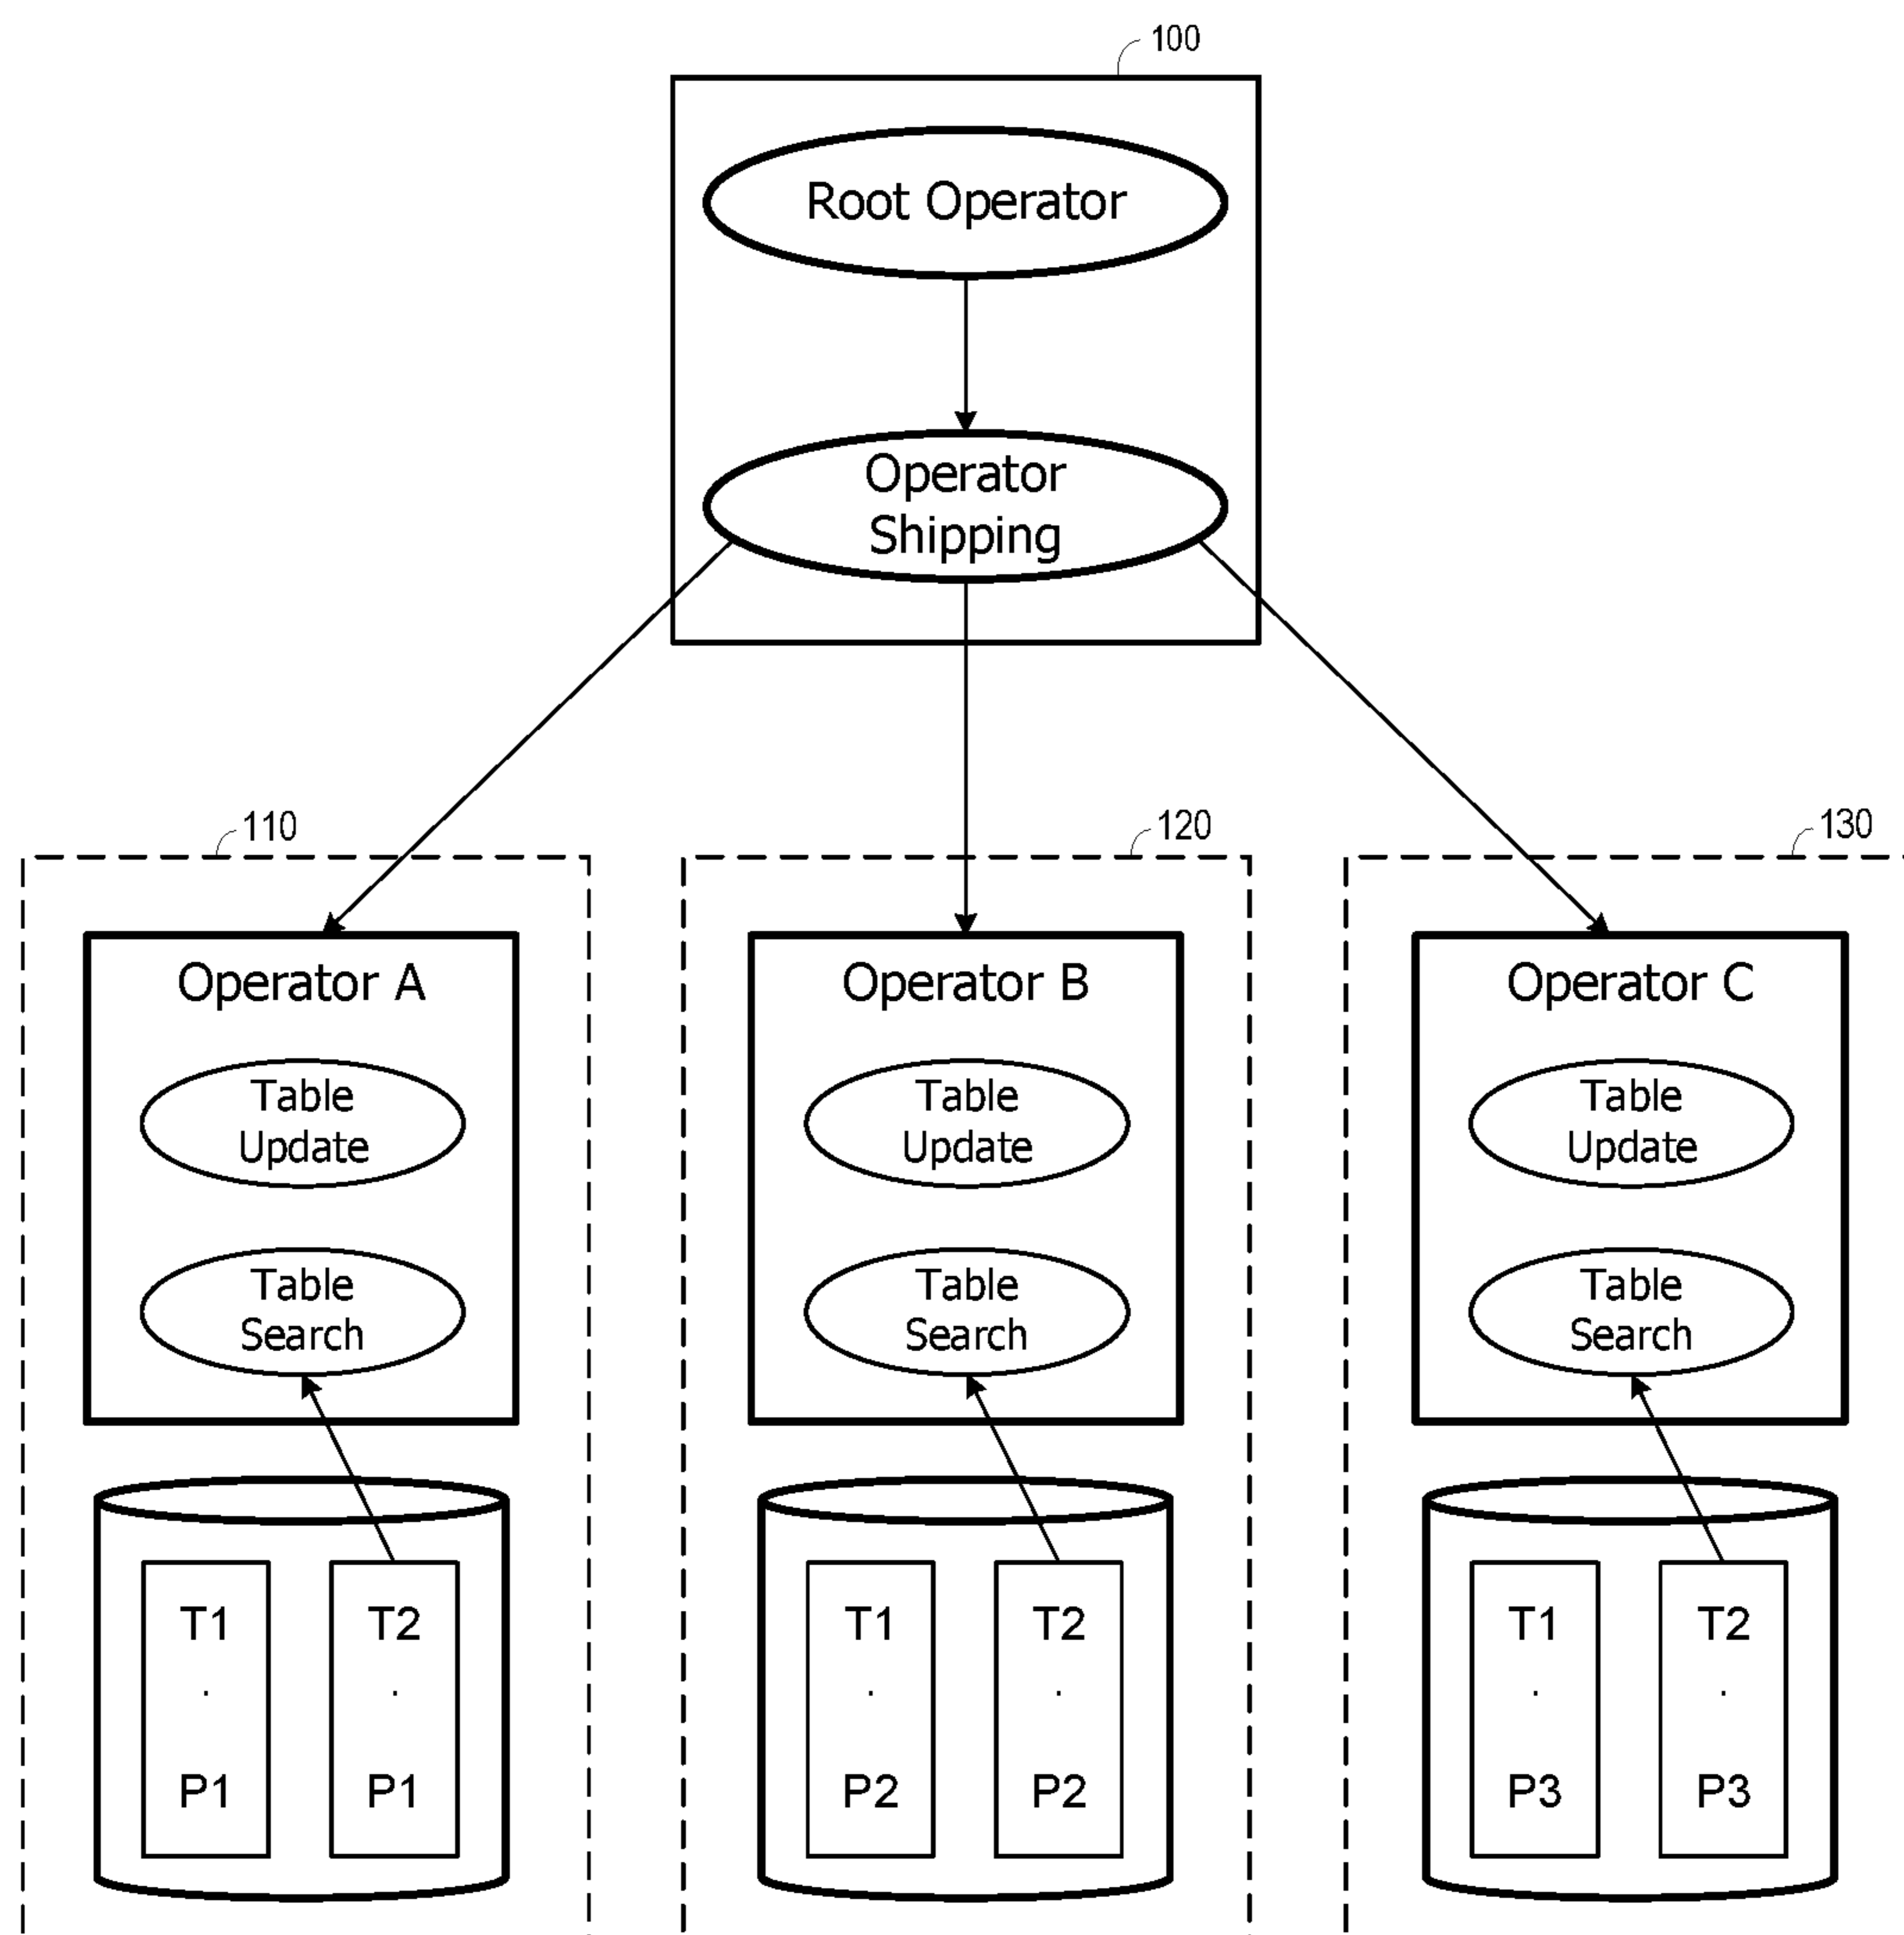 100
Root Operator
Operator
Shipping
110
120
130
Operator A
Table
Update
Table
Search
T1
.
P1
T2
.
P1
Operator B
Table
Update
Table
Search
T1
.
P2
T2
.
P2
Operator C
Table
Update
Table
Search
T1
.
P3
T2
.
P3